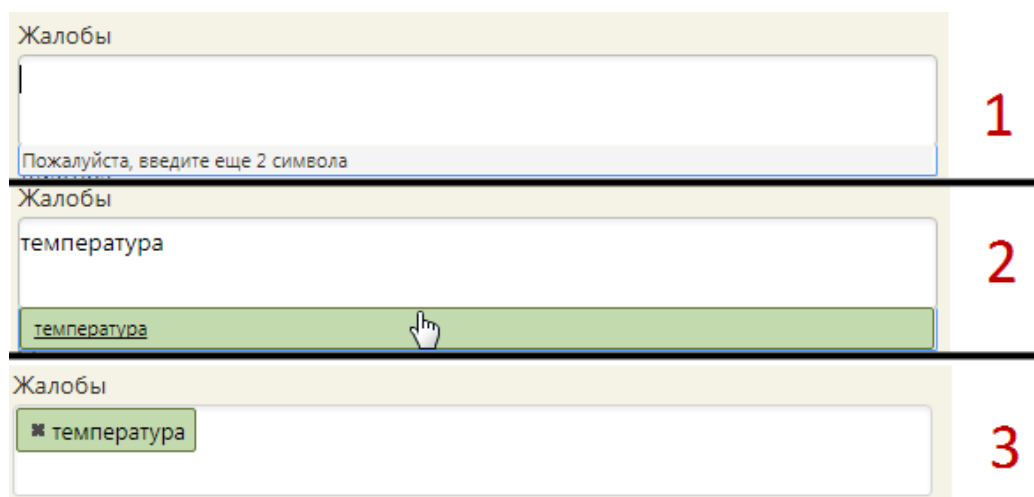 Жалобы
1
Пожалуйста, введите еще 2 символа
Жалобы
температура
2
температура
Жалобы
✖ температура
3